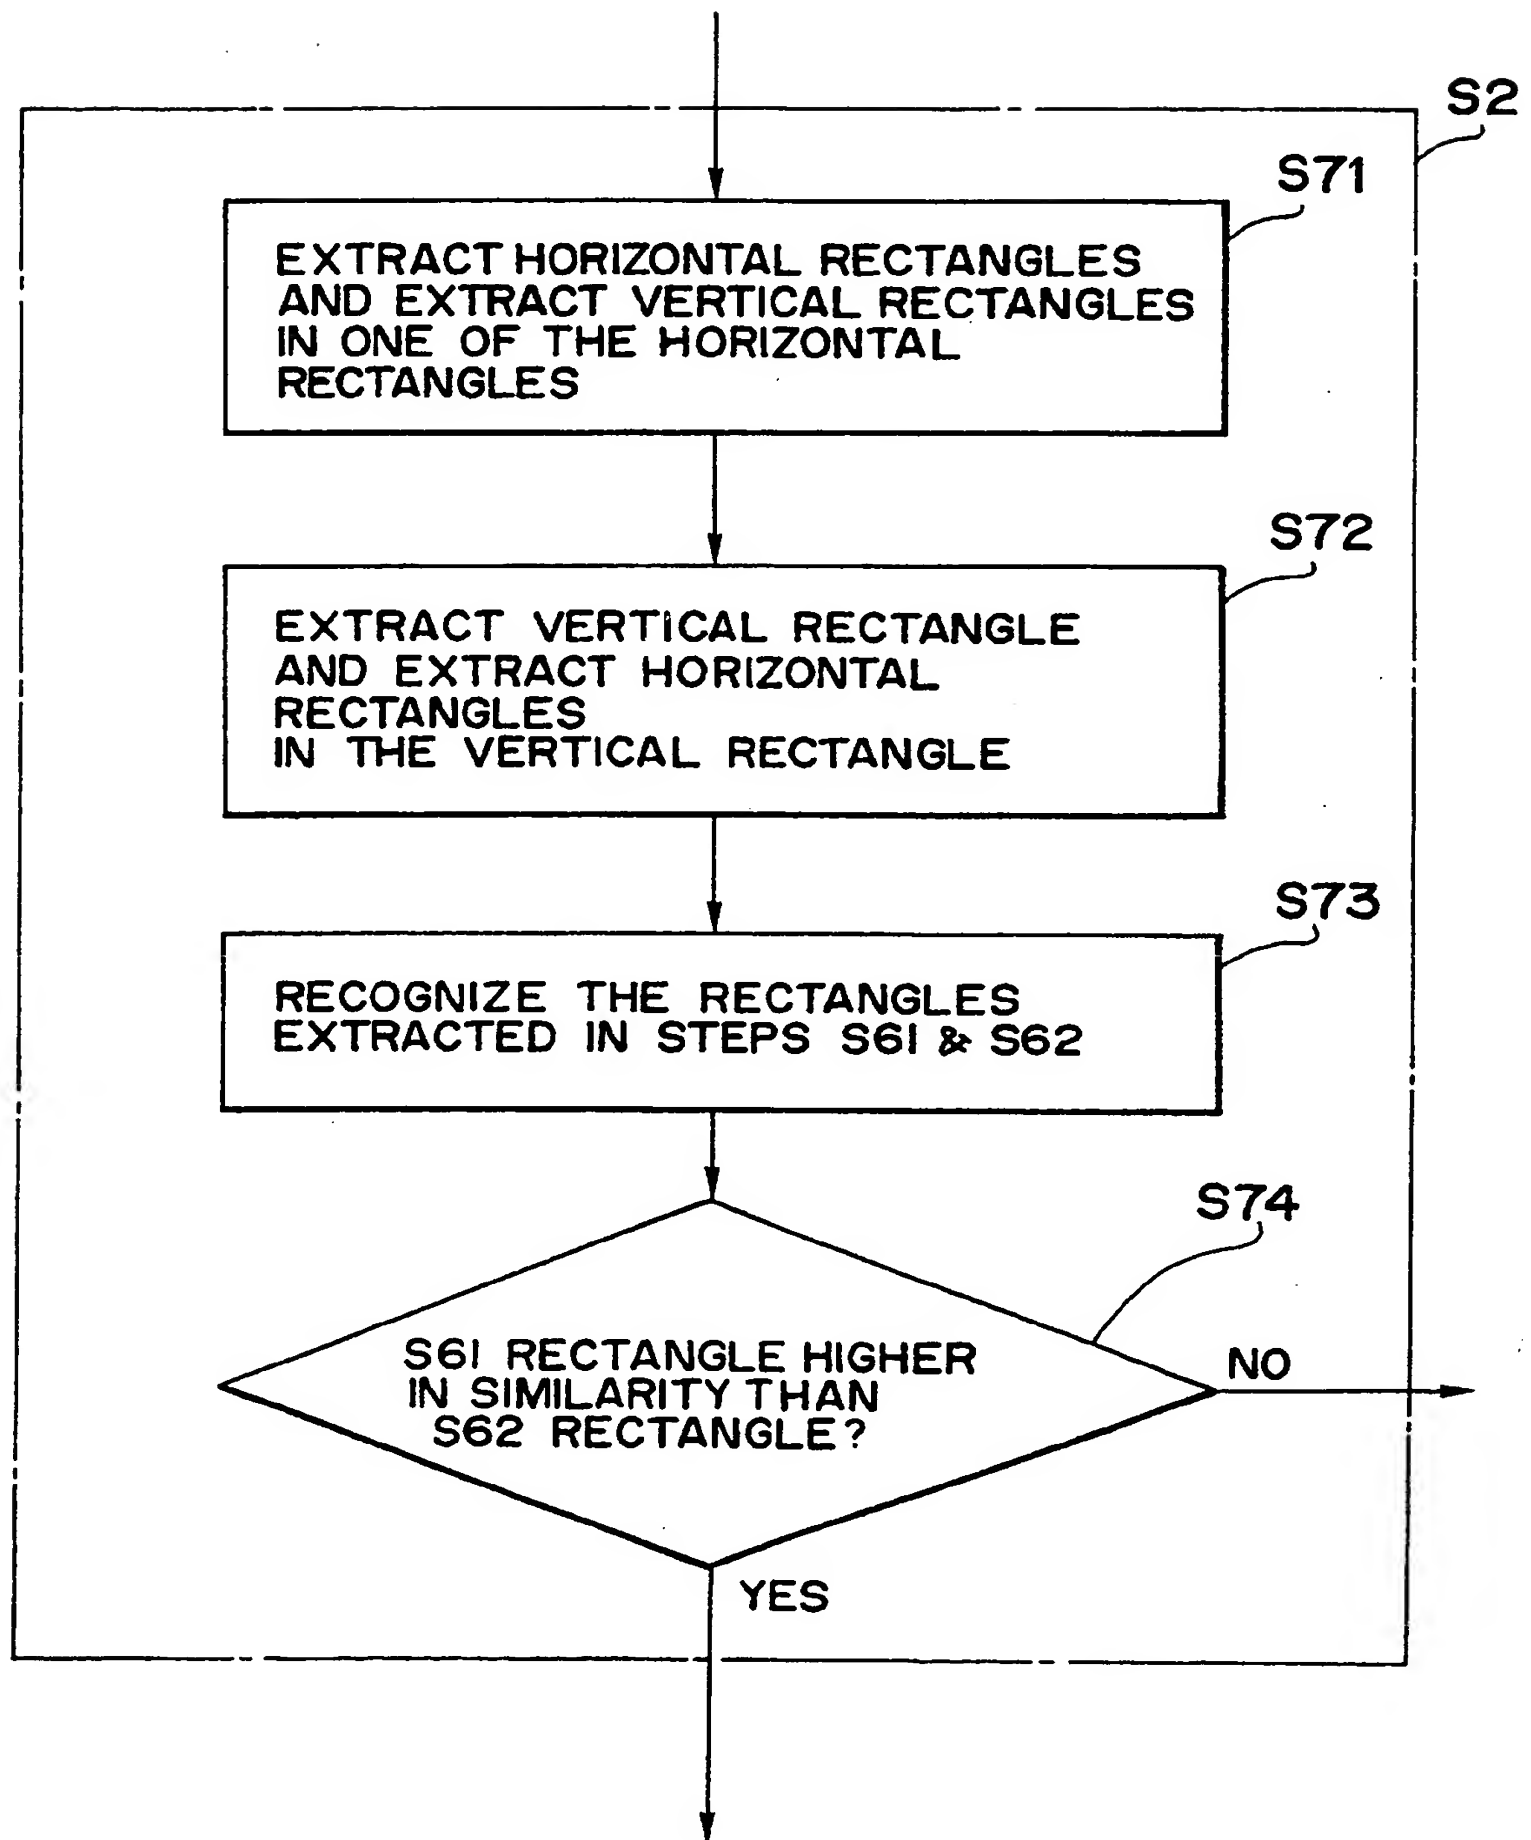 S2
S71
EXTRACT HORIZONTAL RECTANGLES
AND EXTRACT VERTICAL RECTANGLES
IN ONE OF THE HORIZONTAL
RECTANGLES
S72
EXTRACT VERTICAL RECTANGLE
AND EXTRACT HORIZONTAL
RECTANGLES
IN THE VERTICAL RECTANGLE
S73
RECOGNIZE THE RECTANGLES
EXTRACTED IN STEPS S61 & S62
S74
S61 RECTANGLE HIGHER
IN SIMILARITY THAN
S62 RECTANGLE?
NO
YES